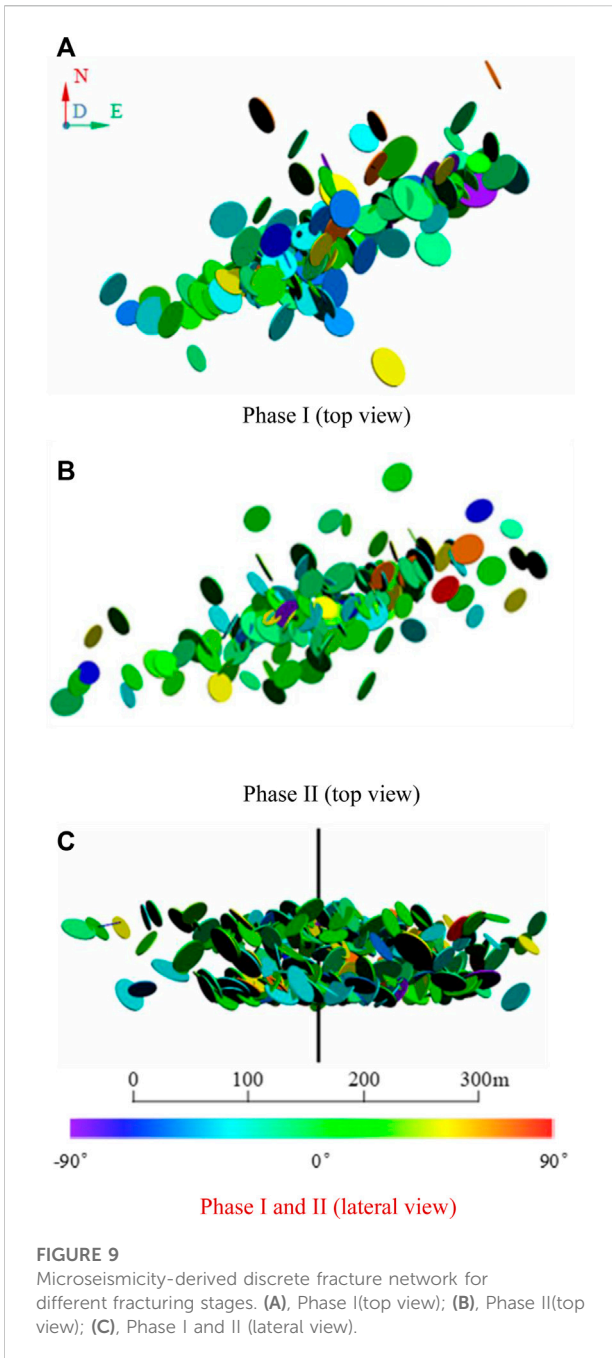 A
N
D E
Phase I (top view)
B
Phase II (top view)
C
0 100 200 300m
-90° 0° 90°
Phase I and II (lateral view)
FIGURE 9
Microseismicity-derived discrete fracture network for
different fracturing stages. (A), Phase I(top view); (B), Phase II(top
view); (C), Phase I and II (lateral view).